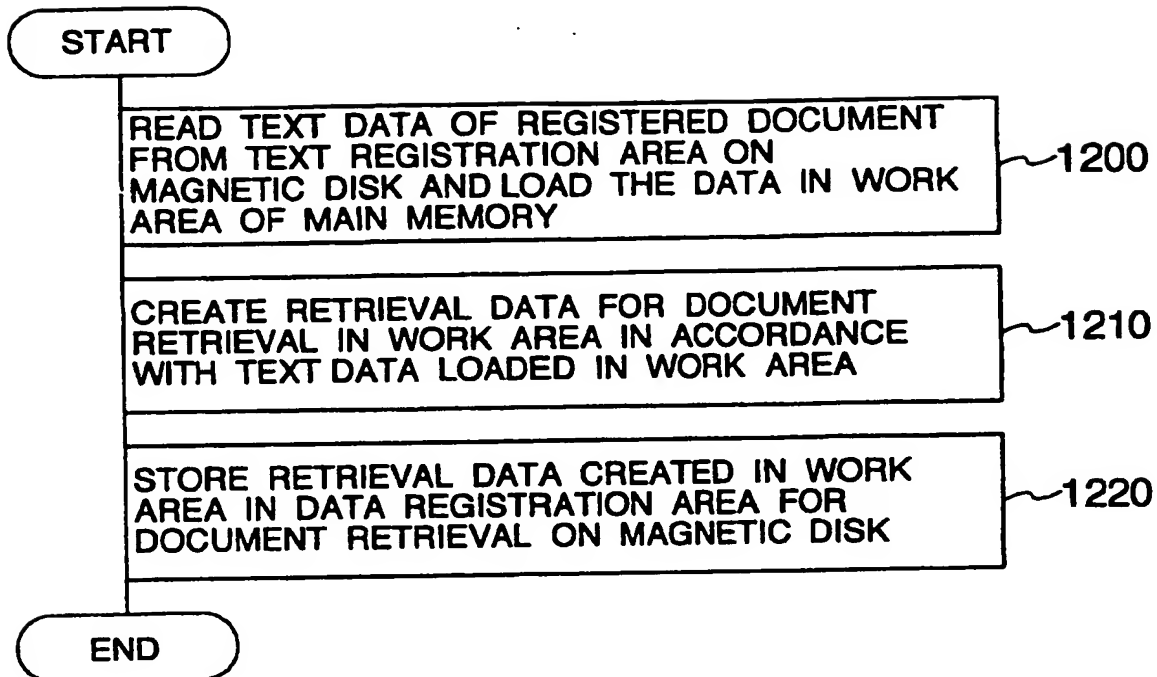 START
READ TEXT DATA OF REGISTERED DOCUMENT
FROM TEXT REGISTRATION AREA ON
MAGNETIC DISK AND LOAD THE DATA IN WORK
AREA OF MAIN MEMORY
1200
CREATE RETRIEVAL DATA FOR DOCUMENT
RETRIEVAL IN WORK AREA IN ACCORDANCE
WITH TEXT DATA LOADED IN WORK AREA
1210
STORE RETRIEVAL DATA CREATED IN WORK
AREA IN DATA REGISTRATION AREA FOR
DOCUMENT RETRIEVAL ON MAGNETIC DISK
1220
END